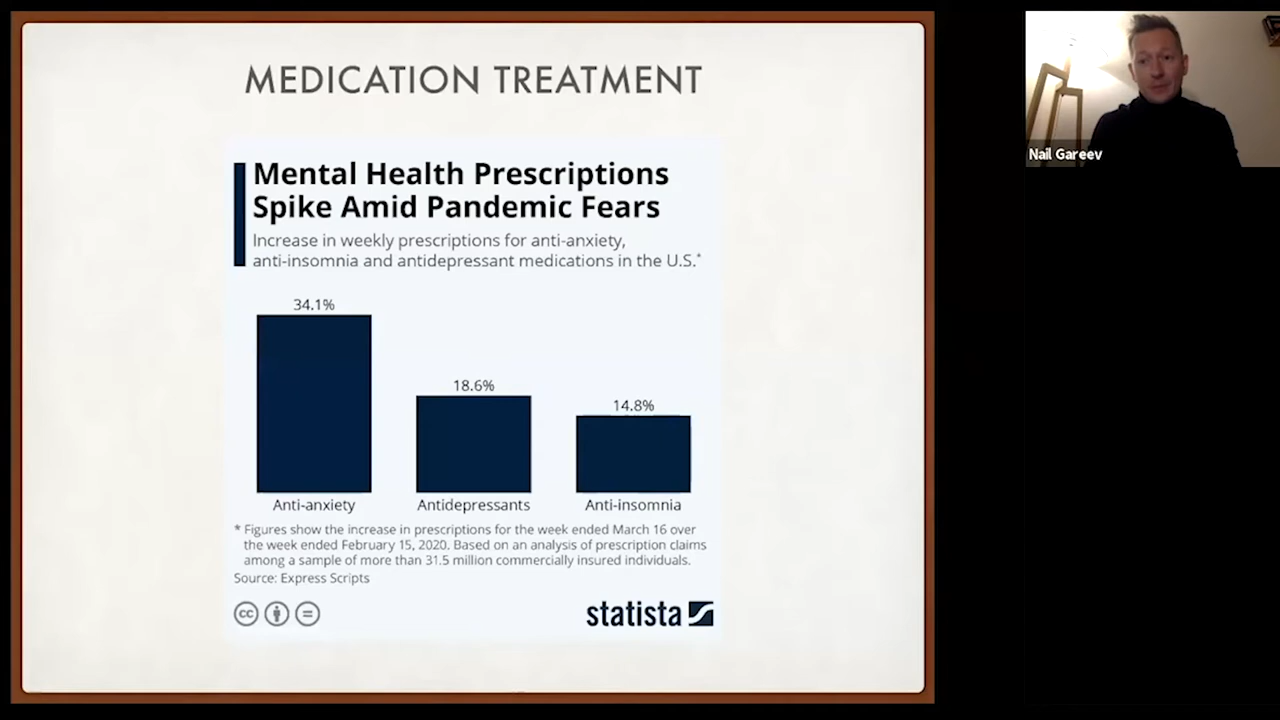 MEDICATION TREATMENT
Mental Health Prescriptions
Spike Amid Pandemic Fears
Increase in weekly prescriptions for anti-anxiety,
anti-insomnia and antidepressant medications in the U.S.*
34.1%
18.6%
14.8%
Anti-anxiety
Antidepressants
Anti-insomnia
* Figures show the increase in prescriptions for the week ended March 16 over
the week ended February 15, 2020. Based on an analysis of prescription claims
among a sample of more than 31.5 million commercially insured individuals.
Source: Express Scripts
cc
statista
Nail Gareev